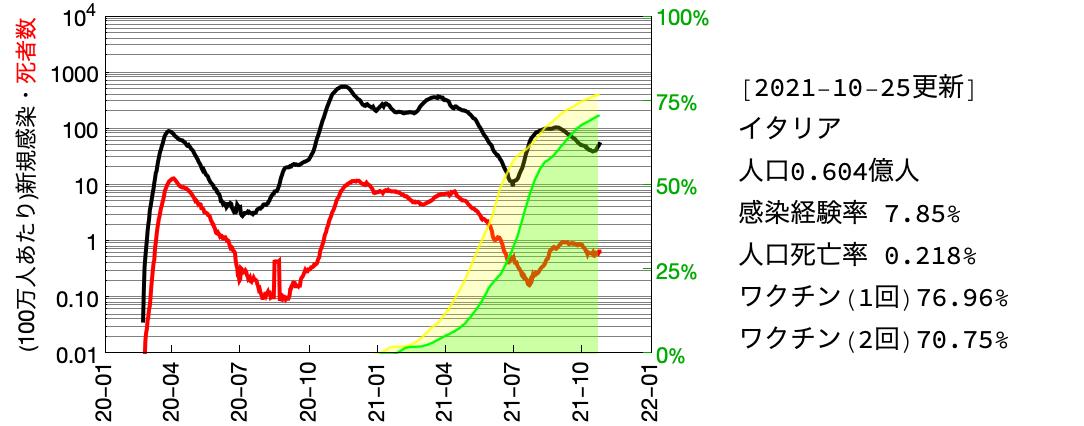 (100万人あたり)新規感染・死者数
10⁴
1000
100
10
1
0.10
0.01
100%
75%
50%
25%
0%
20-01
20-04
20-07
20-10
21-01
21-04
21-07
21-10
22-01
[2021-10-25更新]
イタリア
人口0.604億人
感染経験率 7.85%
人口死亡率 0.218%
ワクチン(1回)76.96%
ワクチン(2回)70.75%